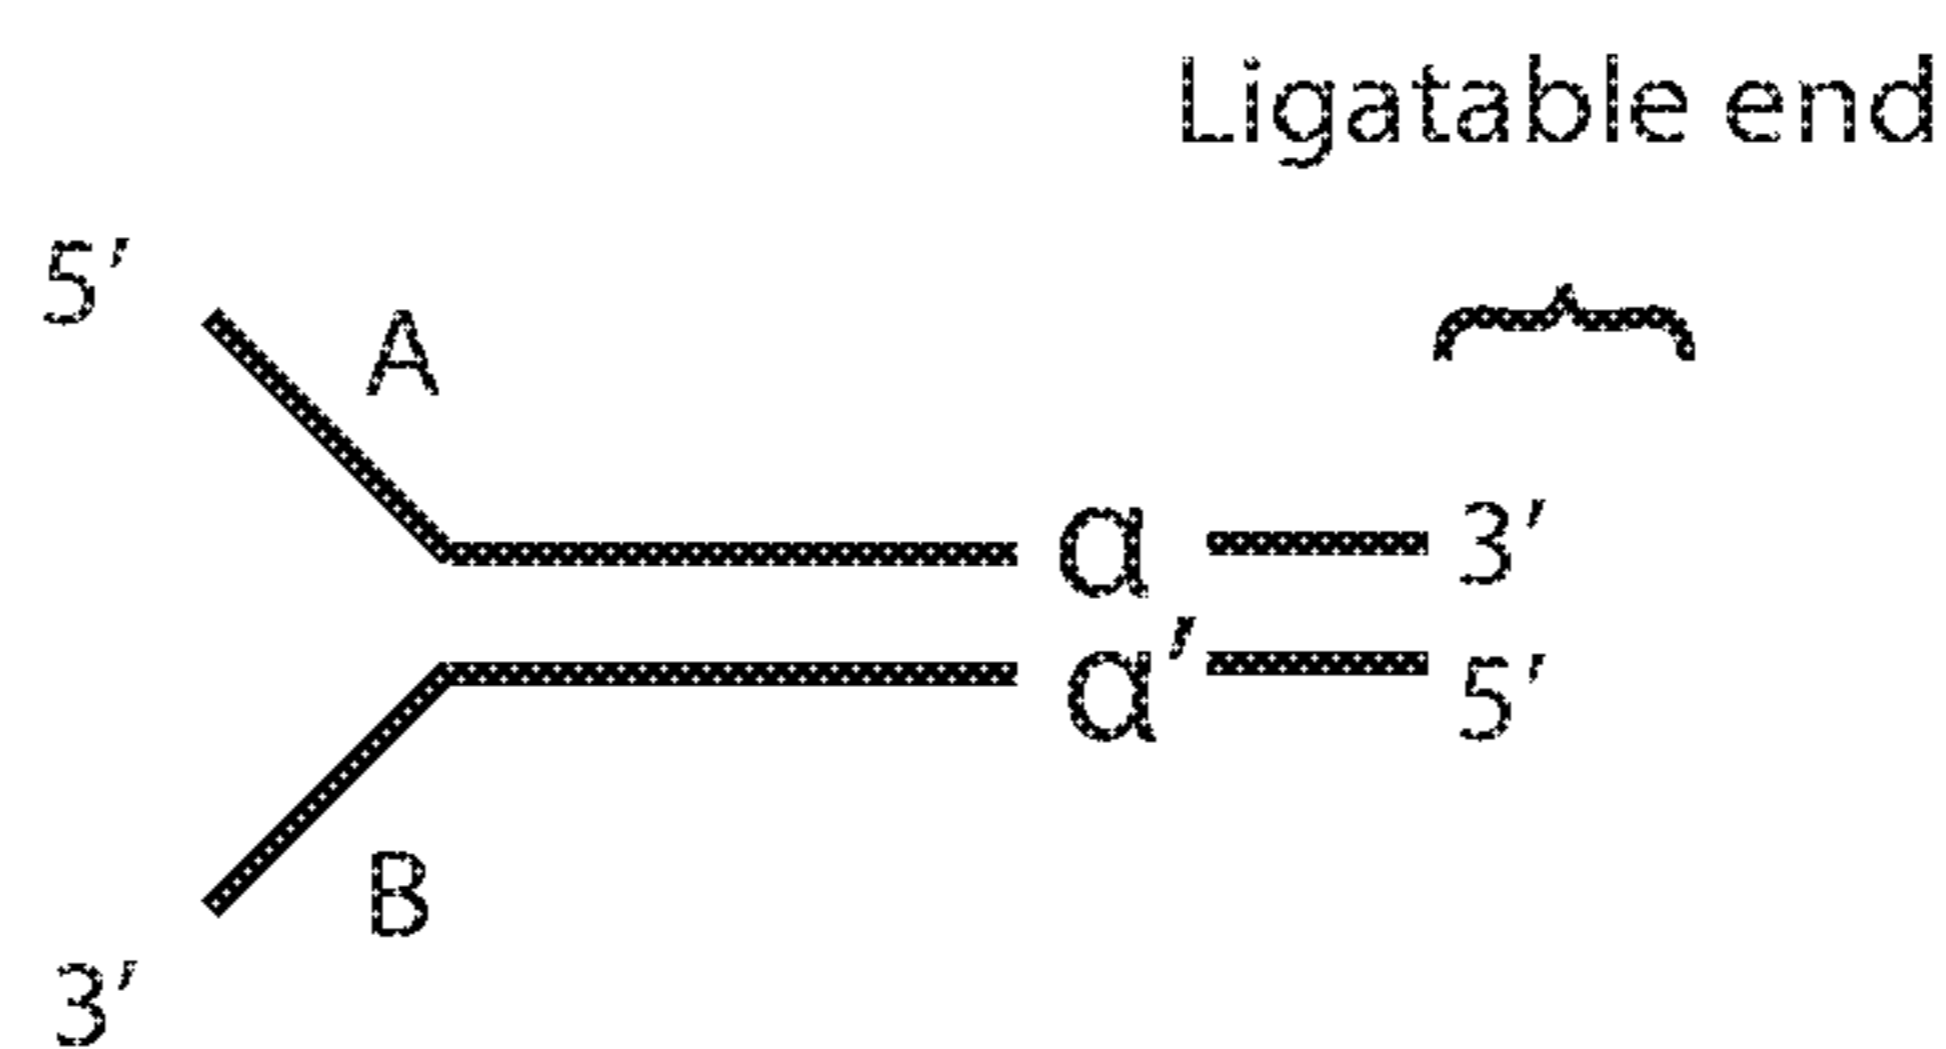 Ligatable end
5′
A
α 3′
α′ 5′
B
3′